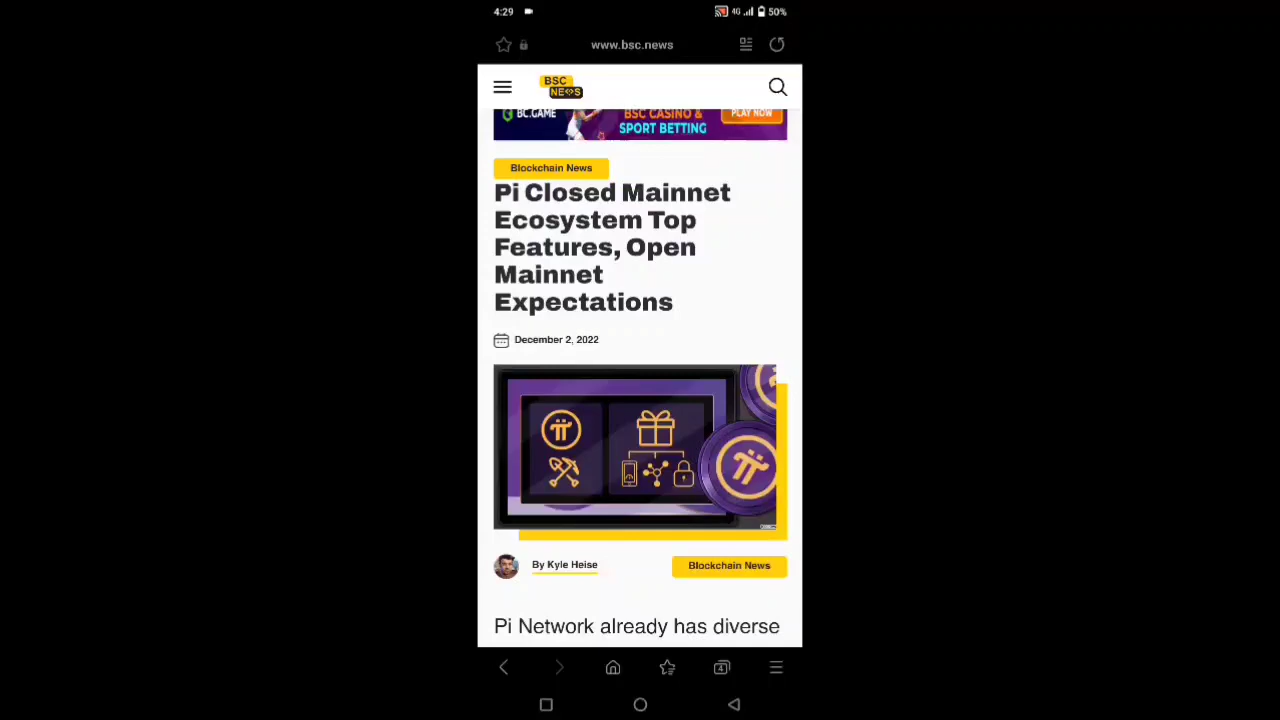 4:29 4G 50%
www.bsc.news
BSC
NEWS
BC.GAME BSC CASINO & PLAY NOW
SPORT BETTING
Blockchain News
Pi Closed Mainnet
Ecosystem Top
Features, Open
Mainnet
Expectations
December 2, 2022
By Kyle Heise Blockchain News
Pi Network already has diverse
4